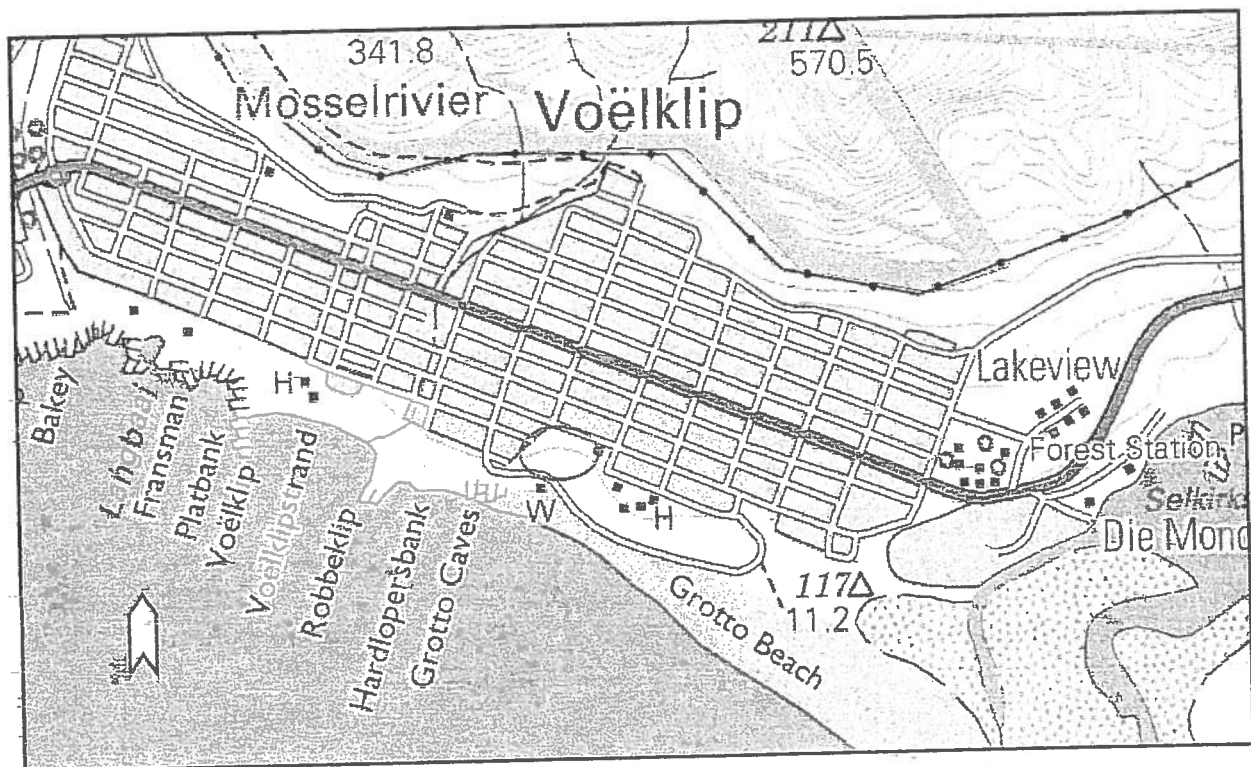 341.8
211△
570.5
Mosselrivier
Voëlklip
Lakeview
Forest Station
P
Selkirk
Die Mond
H
W
H
Bakey
Fransman
Platbank
Voëlklip
Voëlklipstrand
Robbeklip
Hardlopersbank
Grotto Caves
Grotto Beach
117△
11.2